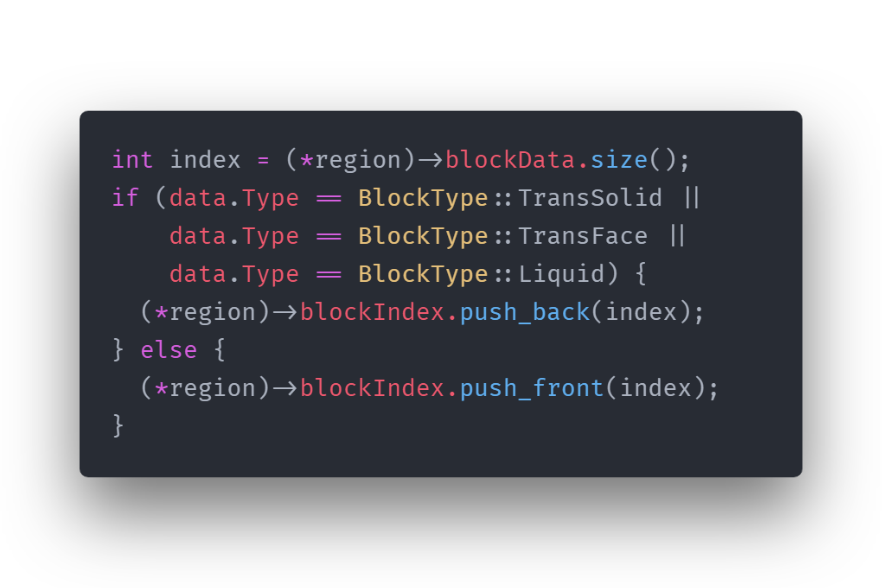 int index = (*region)->blockData.size();
if (data.Type == BlockType::TransSolid ||
    data.Type == BlockType::TransFace ||
    data.Type == BlockType::Liquid) {
  (*region)->blockIndex.push_back(index);
} else {
  (*region)->blockIndex.push_front(index);
}